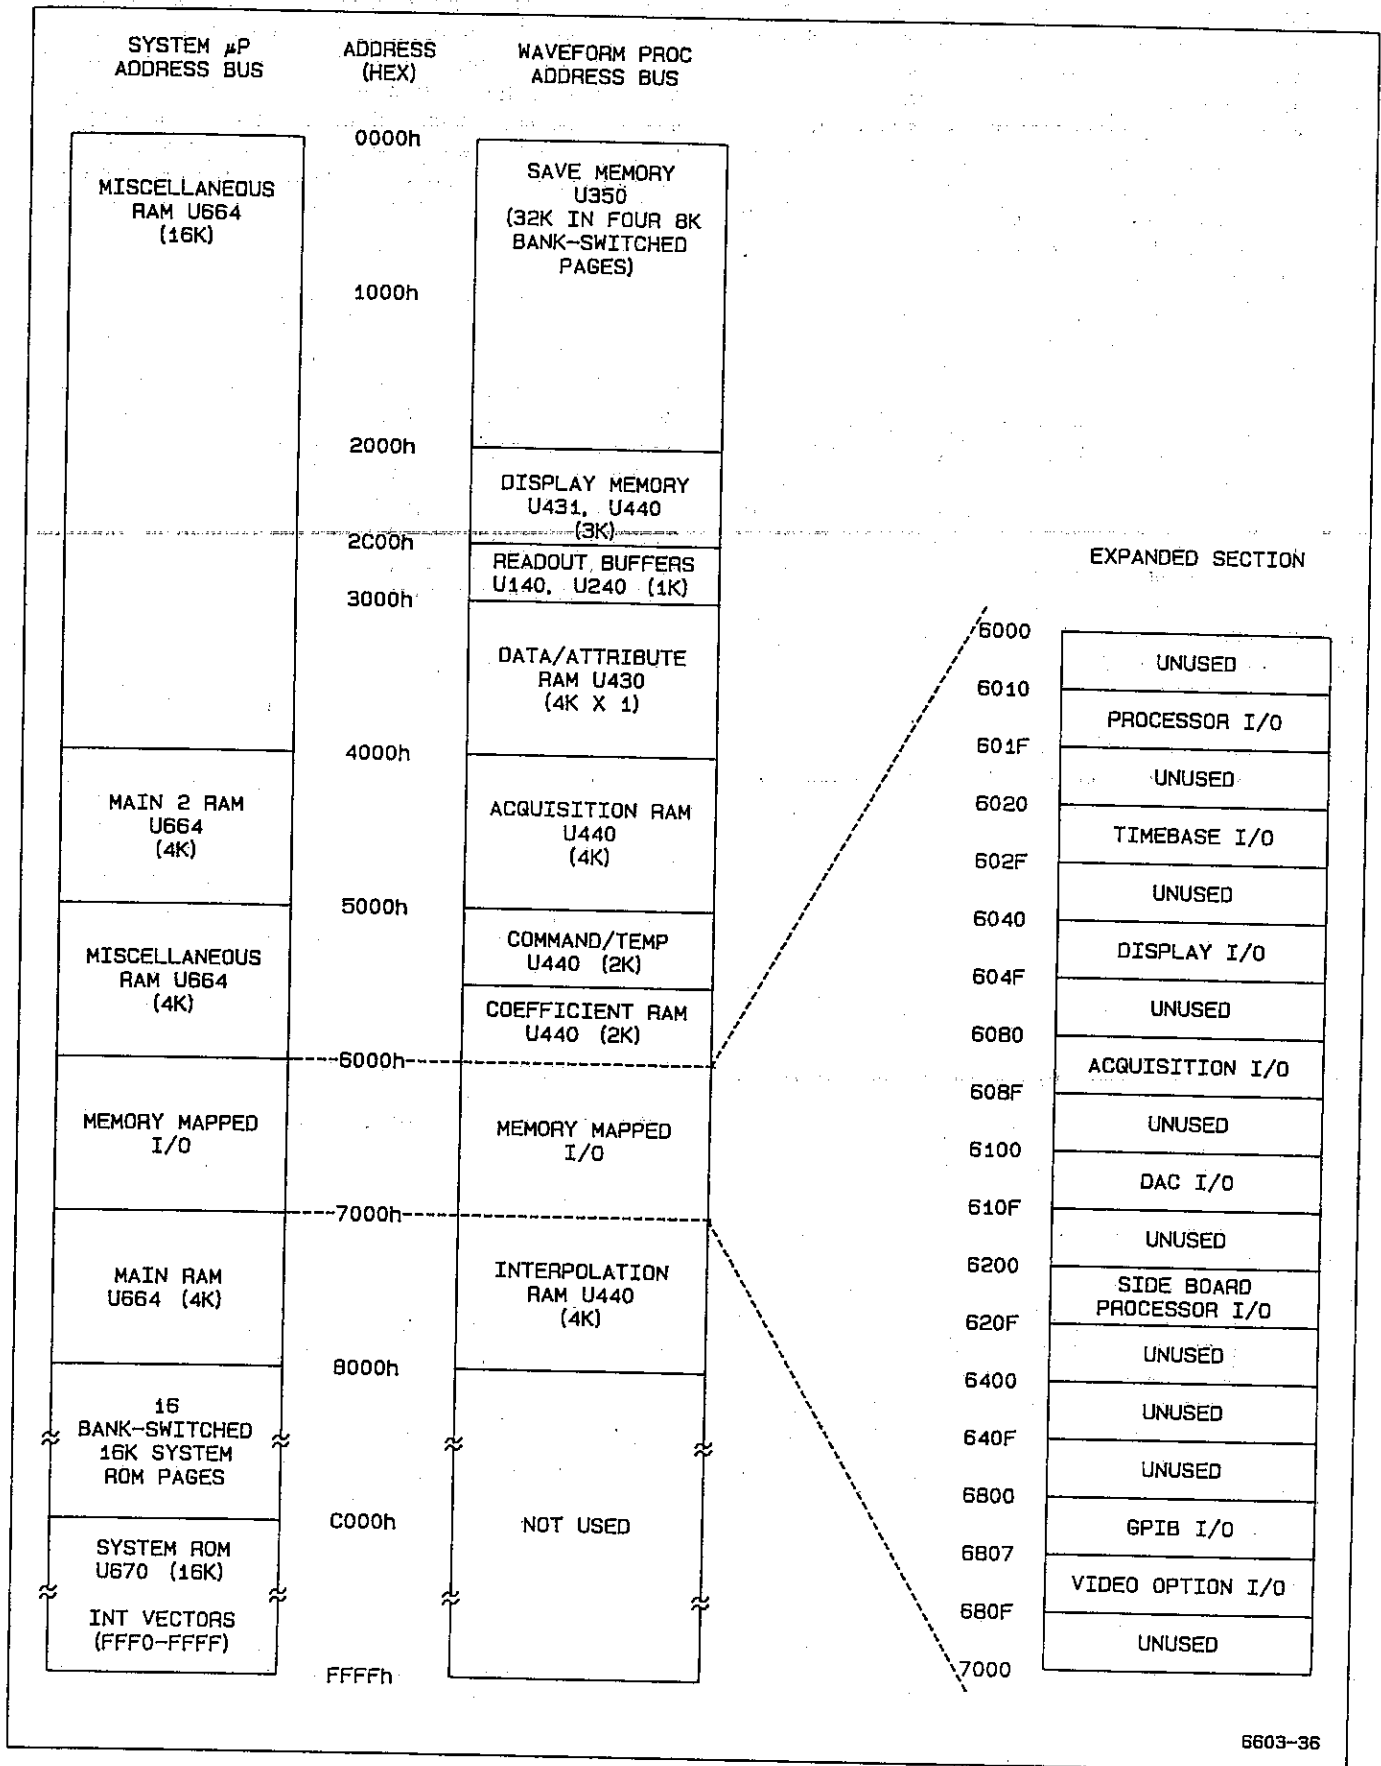 SYSTEM µP
ADDRESS BUS
ADDRESS
(HEX)
WAVEFORM PROC
ADDRESS BUS
0000h
MISCELLANEOUS
RAM U664
(16K)
SAVE MEMORY
U350
(32K IN FOUR 8K
BANK-SWITCHED
PAGES)
1000h
2000h
DISPLAY MEMORY
U431, U440
(3K)
2C00h
READOUT BUFFERS
U140, U240 (1K)
3000h
DATA/ATTRIBUTE
RAM U430
(4K X 1)
4000h
MAIN 2 RAM
U664
(4K)
ACQUISITION RAM
U440
(4K)
5000h
MISCELLANEOUS
RAM U664
(4K)
COMMAND/TEMP
U440 (2K)
COEFFICIENT RAM
U440 (2K)
6000h
MEMORY MAPPED
I/O
MEMORY MAPPED
I/O
7000h
MAIN RAM
U664 (4K)
INTERPOLATION
RAM U440
(4K)
8000h
16
BANK-SWITCHED
16K SYSTEM
ROM PAGES
C000h
NOT USED
SYSTEM ROM
U670 (16K)
INT VECTORS
(FFF0-FFFF)
FFFFh
EXPANDED SECTION
6000
UNUSED
6010
PROCESSOR I/O
601F
UNUSED
6020
TIMEBASE I/O
602F
UNUSED
6040
DISPLAY I/O
604F
UNUSED
6080
ACQUISITION I/O
608F
UNUSED
6100
DAC I/O
610F
UNUSED
6200
SIDE BOARD
PROCESSOR I/O
620F
UNUSED
6400
UNUSED
640F
UNUSED
6800
GPIB I/O
6807
VIDEO OPTION I/O
680F
UNUSED
7000
6603-36